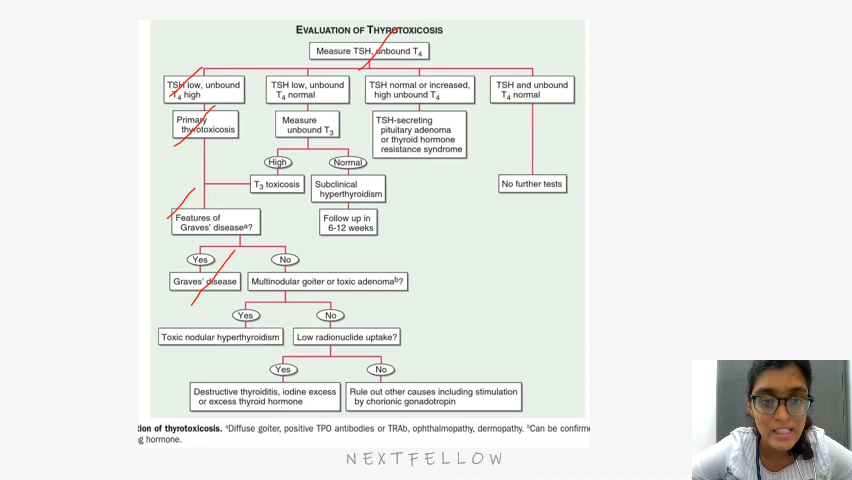 EVALUATION OF THYROTOXICOSIS
Measure TSH, unbound T4
TSH low, unbound
T4 high
TSH low, unbound
T4 normal
TSH normal or increased,
high unbound T4
TSH and unbound
T4 normal
Primary
thyrotoxicosis
Measure
unbound T3
TSH-secreting
pituitary adenoma
or thyroid hormone
resistance syndrome
High
Normal
T3 toxicosis
Subclinical
hyperthyroidism
No further tests
Features of
Graves' diseasea?
Follow up in
6-12 weeks
Yes
No
Graves' disease
Multinodular goiter or toxic adenomab?
Yes
No
Toxic nodular hyperthyroidism
Low radionuclide uptake?
Yes
No
Destructive thyroiditis, iodine excess
or excess thyroid hormone
Rule out other causes including stimulation
by chorionic gonadotropin
tion of thyrotoxicosis. aDiffuse goiter, positive TPO antibodies or TRAb, ophthalmopathy, dermopathy. bCan be confirme
g hormone.
NEXTFELLOW